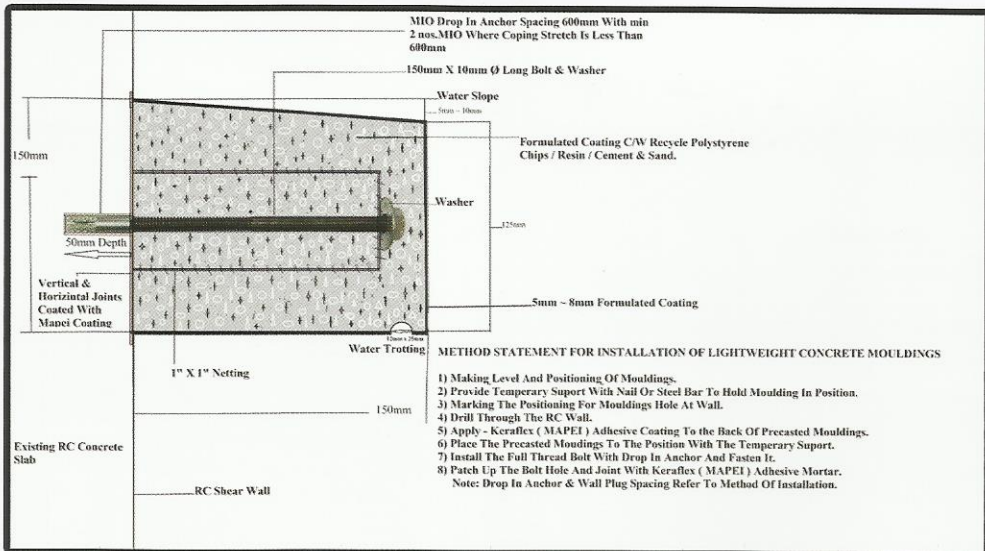 MIO Drop In Anchor Spacing 600mm With min
2 nos.MIO Where Coping Stretch Is Less Than
600mm
150mm X 10mm Ø Long Bolt & Washer
Water Slope
5mm ~ 10mm
150mm
Formulated Coating C/W Recycle Polystyrene
Chips / Resin / Cement & Sand.
Washer
125mm
50mm Depth
Vertical &
Horizintal Joints
Coated With
Mapei Coating
5mm ~ 8mm Formulated Coating
Water Trotting
1" X 1" Netting
150mm
Existing RC Concrete
Slab
RC Shear Wall
METHOD STATEMENT FOR INSTALLATION OF LIGHTWEIGHT CONCRETE MOULDINGS
1) Making Level And Positioning Of Mouldings.
2) Provide Temperary Suport With Nail Or Steel Bar To Hold Moulding In Position.
3) Marking The Positioning For Mouldings Hole At Wall.
4) Drill Through The RC Wall.
5) Apply - Keraflex ( MAPEI ) Adhesive Coating To the Back Of Precasted Mouldings.
6) Place The Precasted Moudings To The Position With The Temperary Suport.
7) Install The Full Thread Bolt With Drop In Anchor And Fasten It.
8) Patch Up The Bolt Hole And Joint With Keraflex ( MAPEI ) Adhesive Mortar.
Note: Drop In Anchor & Wall Plug Spacing Refer To Method Of Installation.